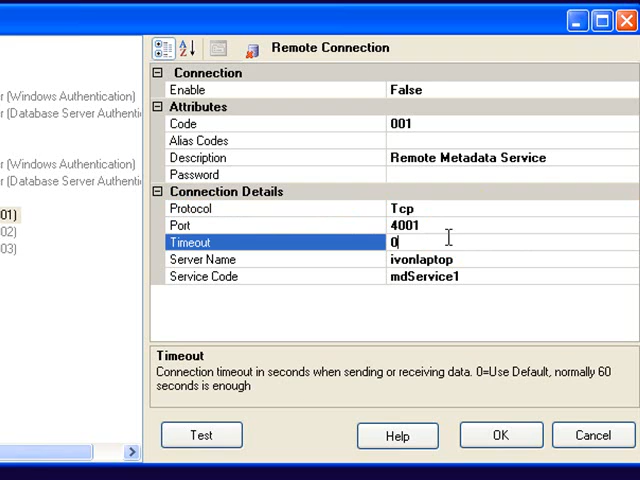 Remote Connection
Connection
Enable False
Attributes
Code 001
Alias Codes
Description Remote Metadata Service
Password
Connection Details
Protocol Tcp
Port 4001
Timeout 0
Server Name ivonlaptop
Service Code mdService1
r (Windows Authentication)
r (Database Server Authenti
r (Windows Authentication)
r (Database Server Authenti
01)
02)
03)
Timeout
Connection timeout in seconds when sending or receiving data. 0=Use Default, normally 60
seconds is enough
Test Help OK Cancel